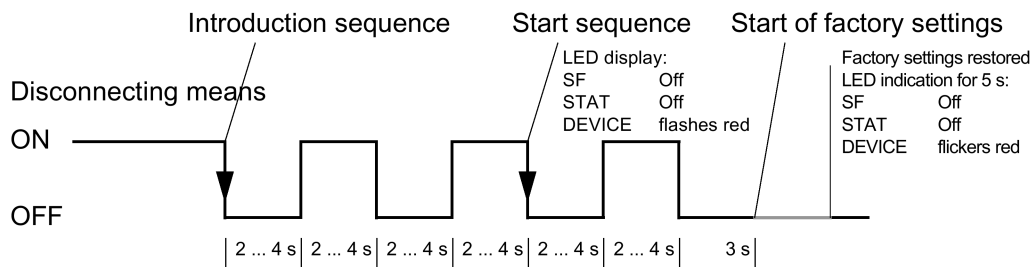 Introduction sequence
Start sequence
Start of factory settings
LED display:
SF Off
STAT Off
DEVICE flashes red
Factory settings restored
LED indication for 5 s:
SF Off
STAT Off
DEVICE flickers red
Disconnecting means
ON
OFF
2 ... 4 s 2 ... 4 s 2 ... 4 s 2 ... 4 s 2 ... 4 s 2 ... 4 s 3 s